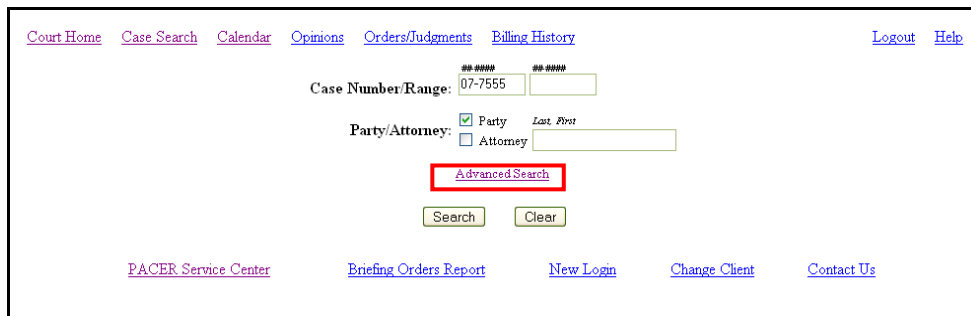 Court Home Case Search Calendar Opinions Orders/Judgments Billing History Logout Help
##-#### ##-####
Case Number/Range: 07-7555
Party/Attorney: Party Last, First
Attorney
Advanced Search
Search Clear
PACER Service Center Briefing Orders Report New Login Change Client Contact Us